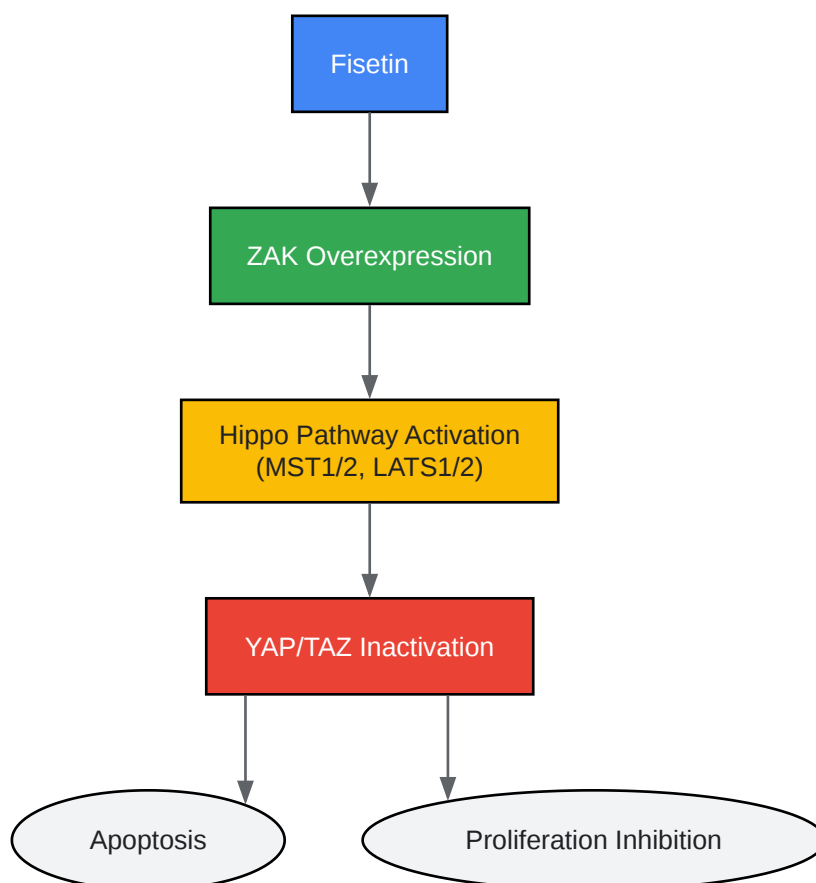 Fisetin
ZAK Overexpression
Hippo Pathway Activation
(MST1/2, LATS1/2)
YAP/TAZ Inactivation
Apoptosis
Proliferation Inhibition